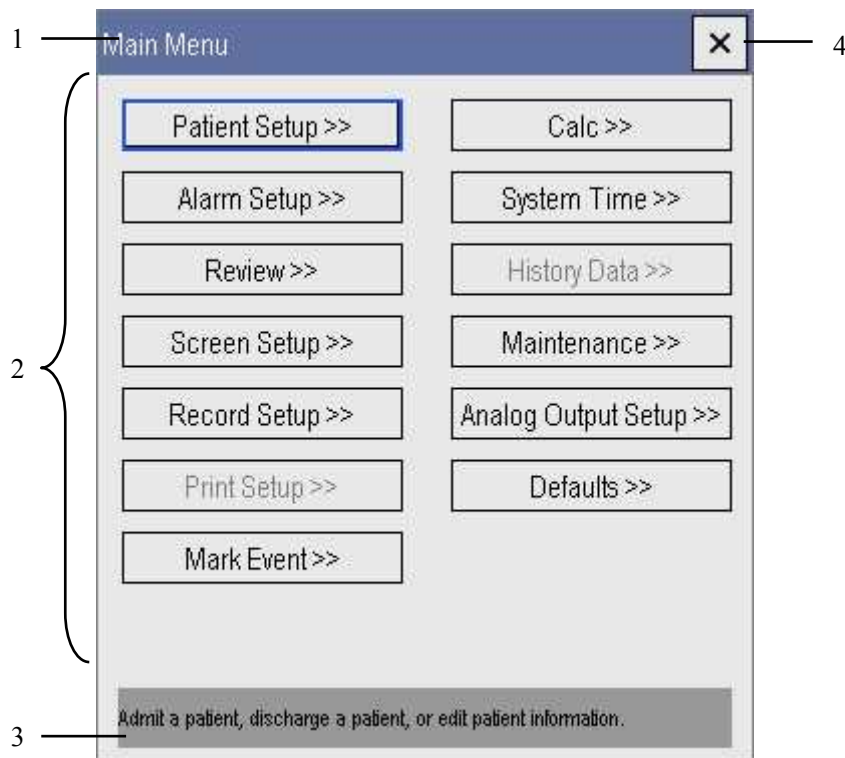 1 Main Menu × 4
Patient Setup >> Calc >>
Alarm Setup >> System Time >>
Review >> History Data >>
2 Screen Setup >> Maintenance >>
Record Setup >> Analog Output Setup >>
Print Setup >> Defaults >>
Mark Event >>
3 Admit a patient, discharge a patient, or edit patient information.